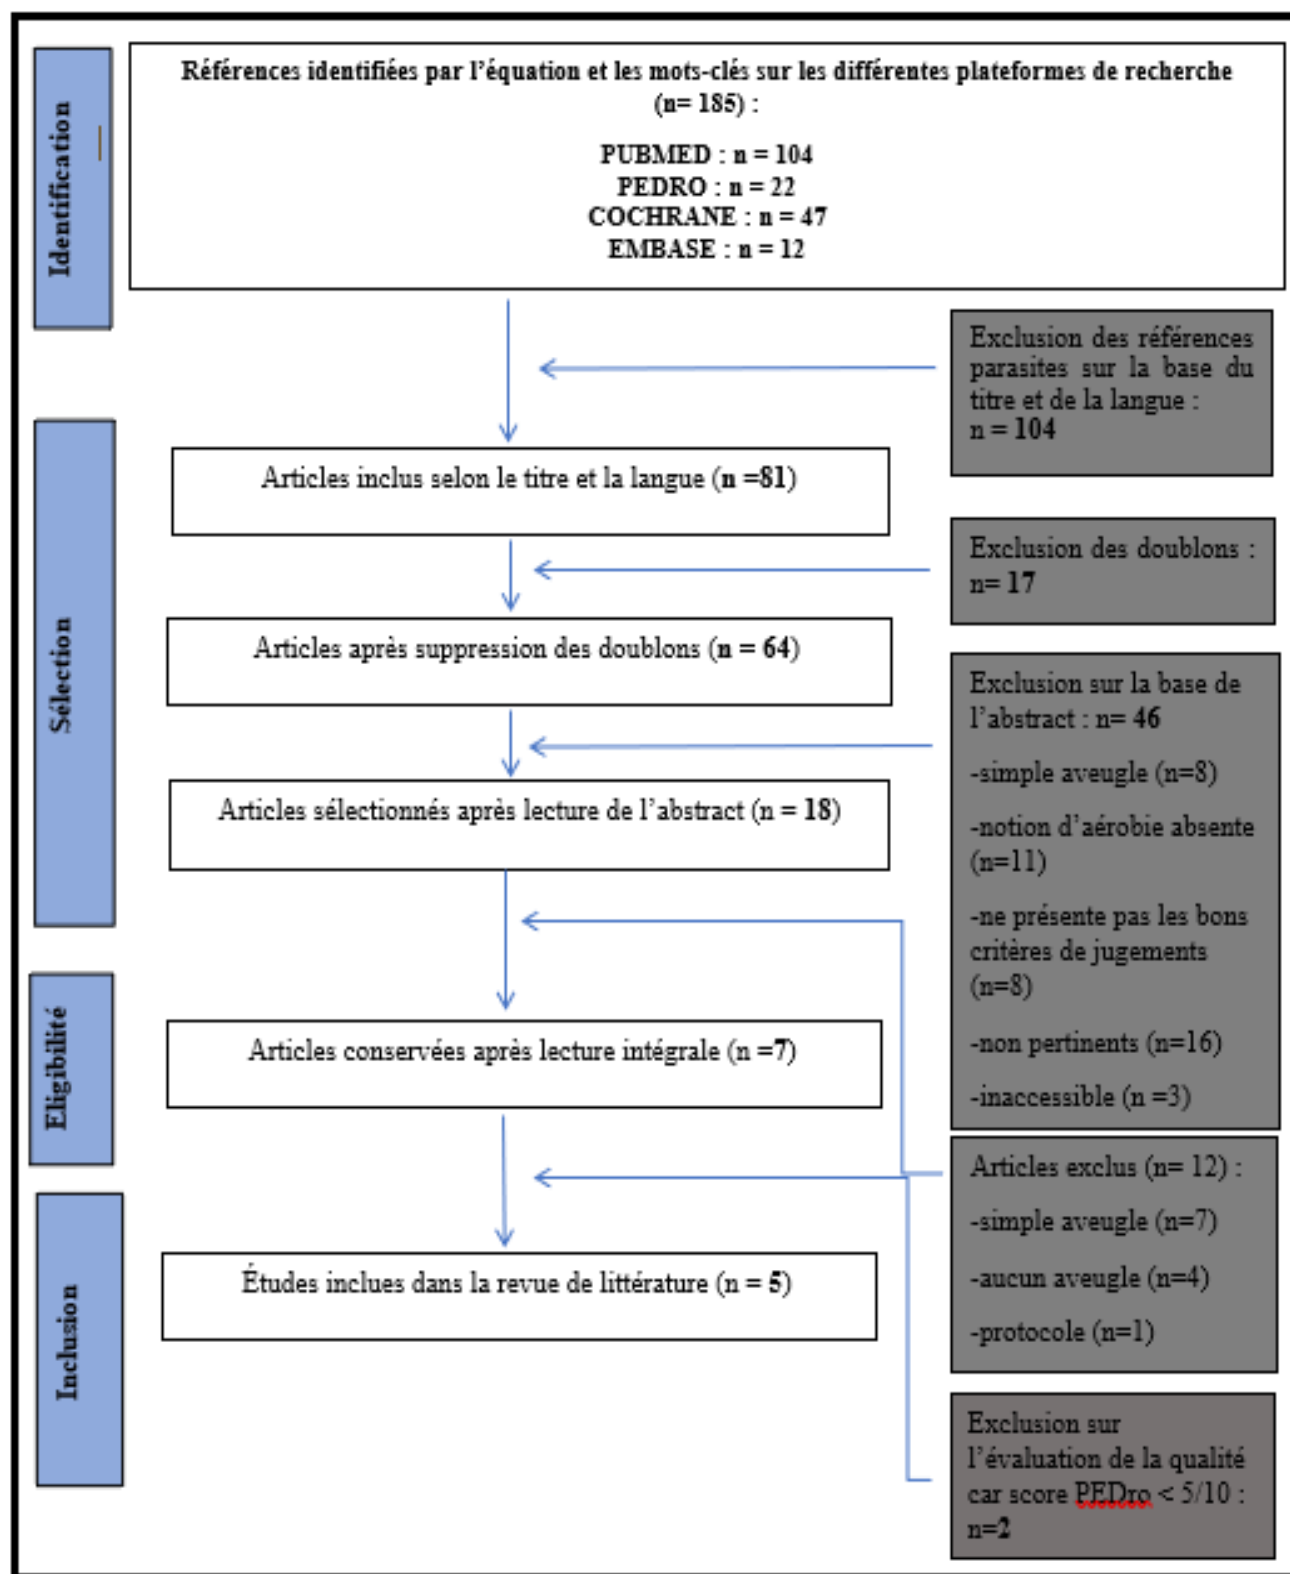 Identification
Références identifiées par l’équation et les mots-clés sur les différentes plateformes de recherche
(n= 185) :
PUBMED : n = 104
PEDRO : n = 22
COCHRANE : n = 47
EMBASE : n = 12
Exclusion des références
parasites sur la base du
titre et de la langue :
n = 104
Sélection
Articles inclus selon le titre et la langue (n =81)
Exclusion des doublons :
n= 17
Articles après suppression des doublons (n = 64)
Exclusion sur la base de
l’abstract : n= 46
-simple aveugle (n=8)
-notion d’aérobie absente
(n=11)
-ne présente pas les bons
critères de jugements
(n=8)
-non pertinents (n=16)
-inaccessible (n =3)
Articles sélectionnés après lecture de l’abstract (n = 18)
Eligibilité
Articles conservées après lecture intégrale (n =7)
Articles exclus (n= 12) :
-simple aveugle (n=7)
-aucun aveugle (n=4)
-protocole (n=1)
Inclusion
Études inclues dans la revue de littérature (n = 5)
Exclusion sur
l’évaluation de la qualité
car score PEDro < 5/10 :
n=2